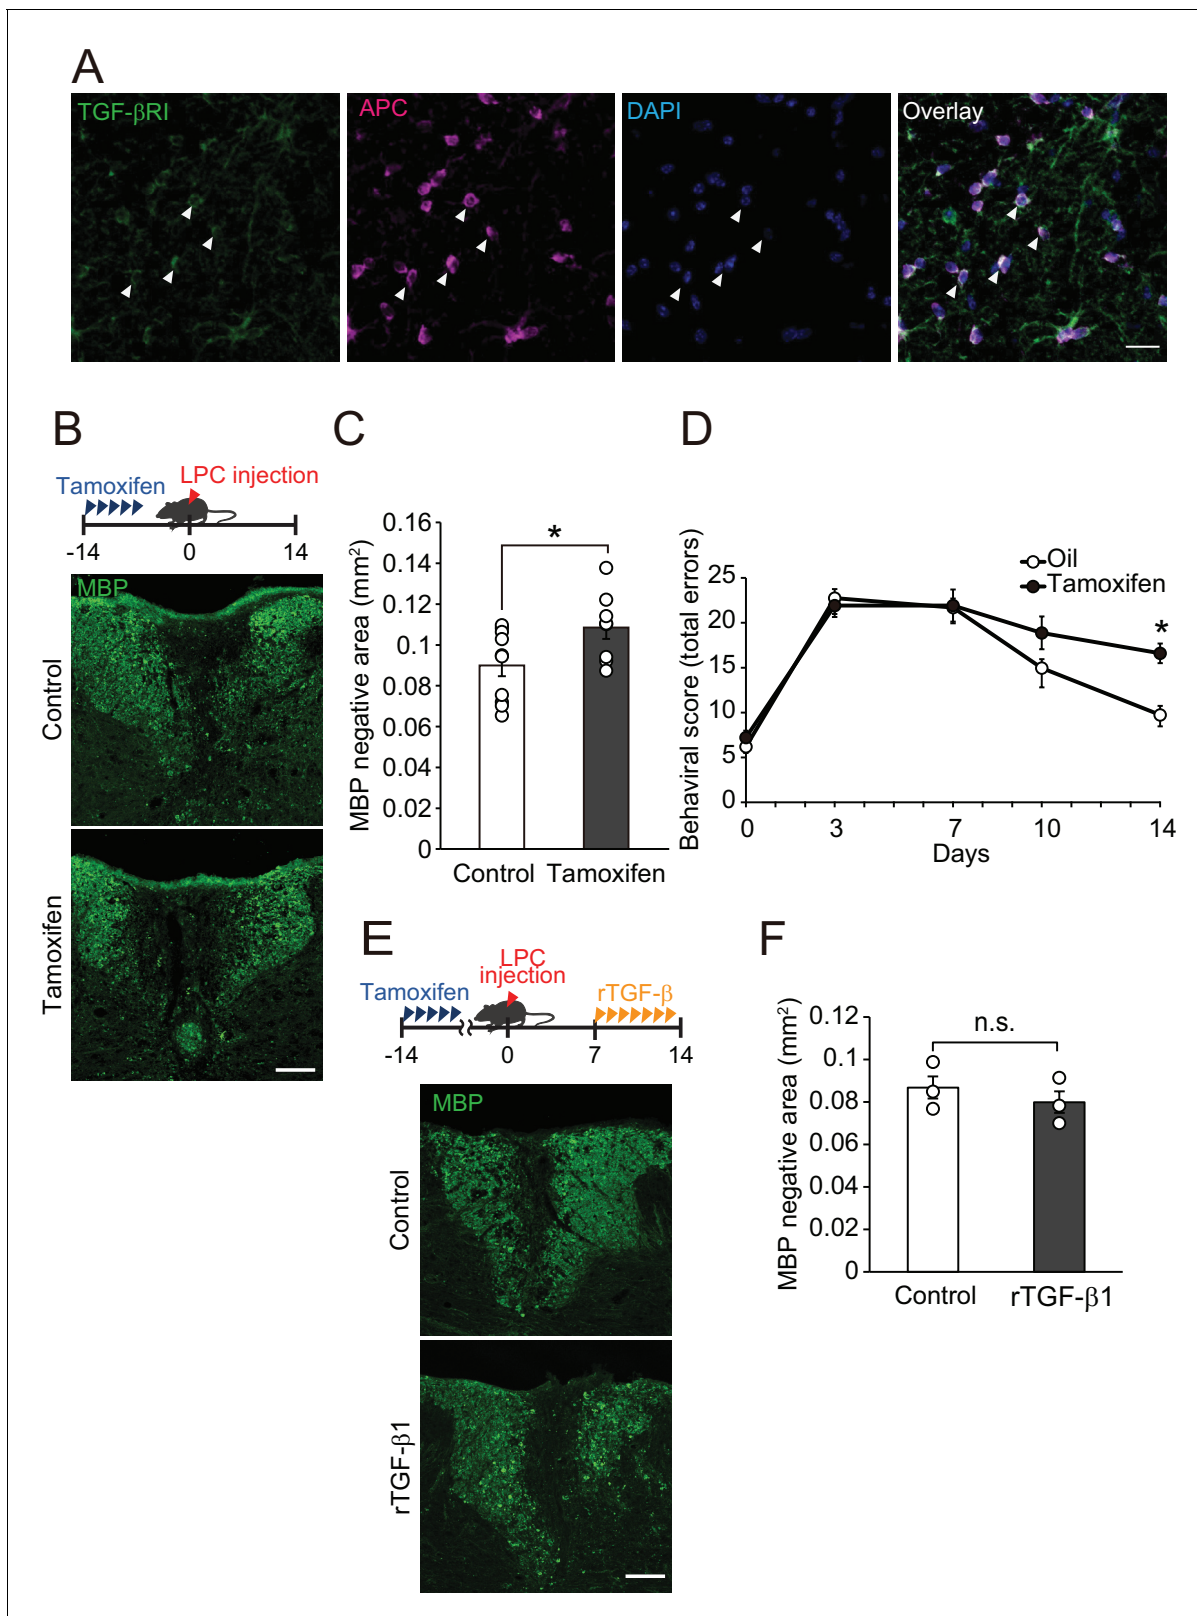 A
TGF-βRI
APC
DAPI
Overlay
B
Tamoxifen
LPC injection
-14
0
14
MBP
Control
Tamoxifen
C
MBP negative area (mm²)
0.16
0.12
0.1
0.08
0.06
0.04
0.02
0
0.14
*
Control
Tamoxifen
D
Behaviral score (total errors)
25
20
15
10
5
0
Oil
Tamoxifen
*
0
3
7
10
14
Days
E
Tamoxifen
LPC
injection
rTGF-β
-14
0
7
14
MBP
Control
rTGF-β1
F
MBP negative area (mm²)
0.12
0.1
0.08
0.06
0.04
0.02
0
n.s.
Control
rTGF-β1